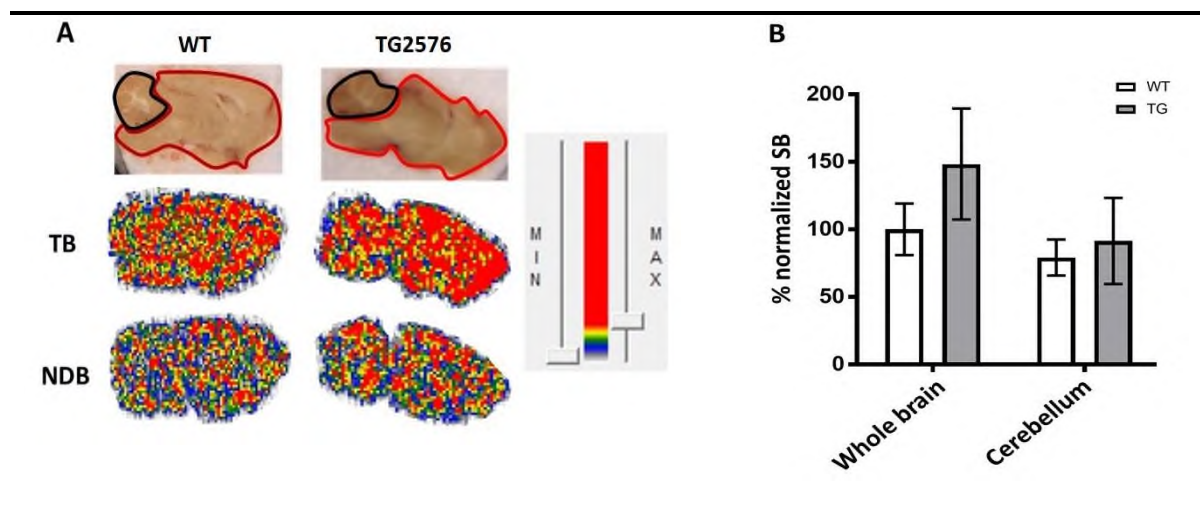 A
WT
TG2576
TB
NDB
M
I
N
M
A
X
B
WT
TG
200
150
100
50
0
% normalized SB
Whole brain
Cerebellum